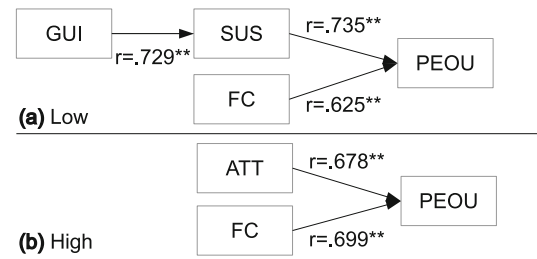 GUI
SUS
r=.729**
r=.735**
PEOU
FC
r=.625**
(a) Low
ATT
r=.678**
PEOU
FC
r=.699**
(b) High